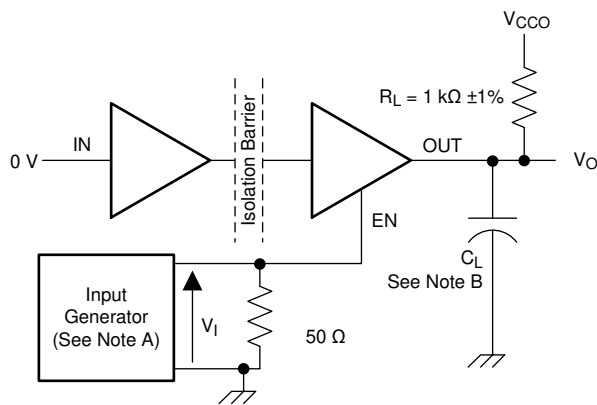 VCCO
RL = 1 kΩ ±1%
IN
Isolation Barrier
OUT
0 V
VO
EN
CL
See Note B
Input
Generator
(See Note A)
VI
50 Ω